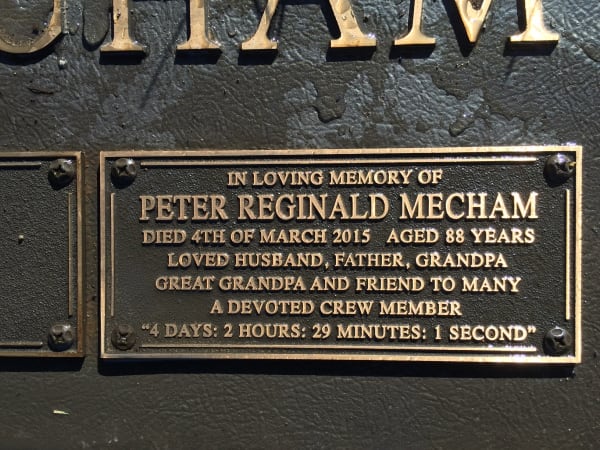 HAM
IN LOVING MEMORY OF
PETER REGINALD MECHAM
DIED 4TH OF MARCH 2015 AGED 88 YEARS
LOVED HUSBAND, FATHER, GRANDPA
GREAT GRANDPA AND FRIEND TO MANY
A DEVOTED CREW MEMBER
"4 DAYS: 2 HOURS: 29 MINUTES: 1 SECOND"